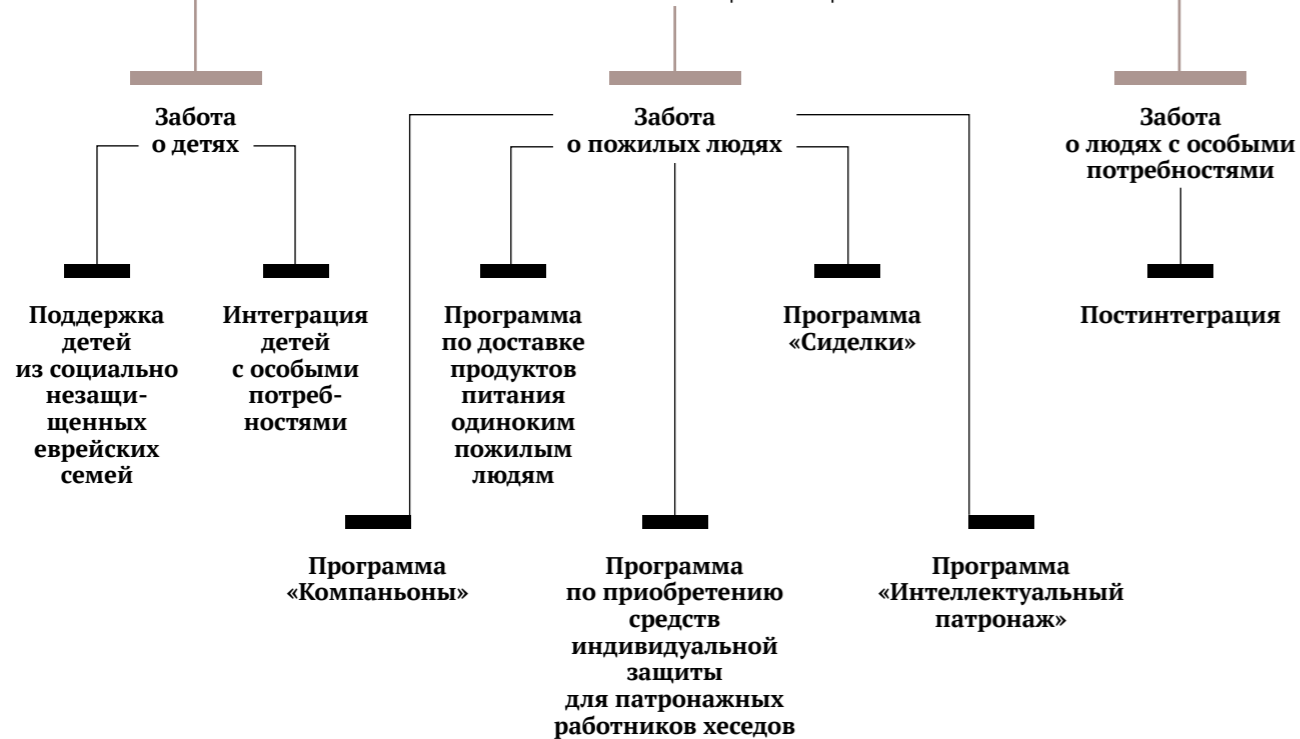 Забота
о детях
Забота
о пожилых людях
Забота
о людях с особыми
потребностями
Поддержка
детей
из социально
незащи-
щенных
еврейских
семей
Интеграция
детей
с особыми
потреб-
ностями
Программа
по доставке
продуктов
питания
одиноким
пожилым
людям
Программа
«Сиделки»
Постинтеграция
Программа
«Компаньоны»
Программа
по приобретению
средств
индивидуальной
защиты
для патронажных
работников хеседов
Программа
«Интеллектуальный
патронаж»